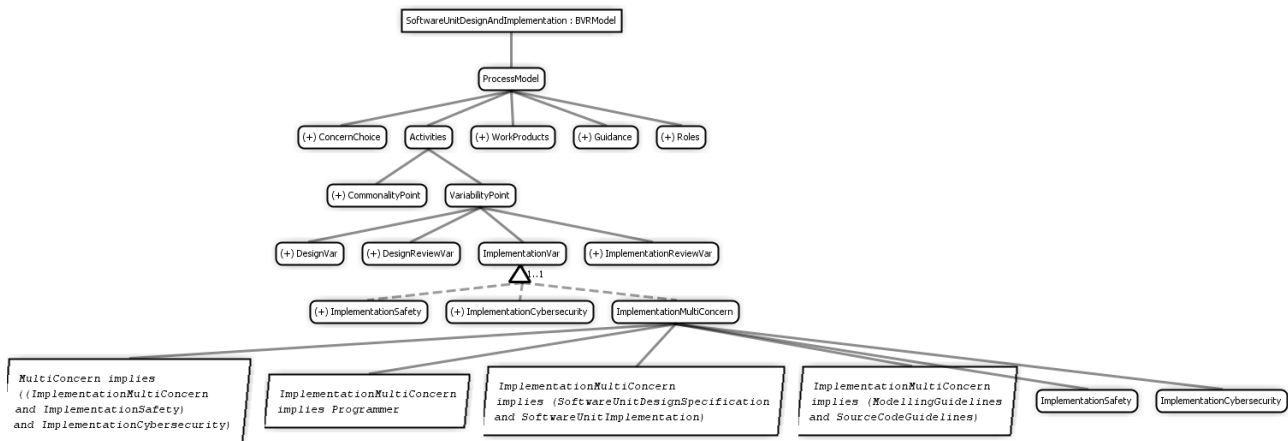 SoftwareUnitDesignAndImplementation : BVRModel
ProcessModel
(+) ConcernChoice
Activities
(+) WorkProducts
(+) Guidance
(+) Roles
(+) CommonalityPoint
VariabilityPoint
(+) DesignVar
(+) DesignReviewVar
ImplementationVar
(+) ImplementationReviewVar
1..1
(+) ImplementationSafety
(+) ImplementationCybersecurity
ImplementationMultiConcern
MultiConcern implies
((ImplementationMultiConcern
and ImplementationSafety)
and ImplementationCybersecurity)
ImplementationMultiConcern
implies Programmer
ImplementationMultiConcern
implies (SoftwareUnitDesignSpecification
and SoftwareUnitImplementation)
ImplementationMultiConcern
implies (ModellingGuidelines
and SourceCodeGuidelines)
ImplementationSafety
ImplementationCybersecurity